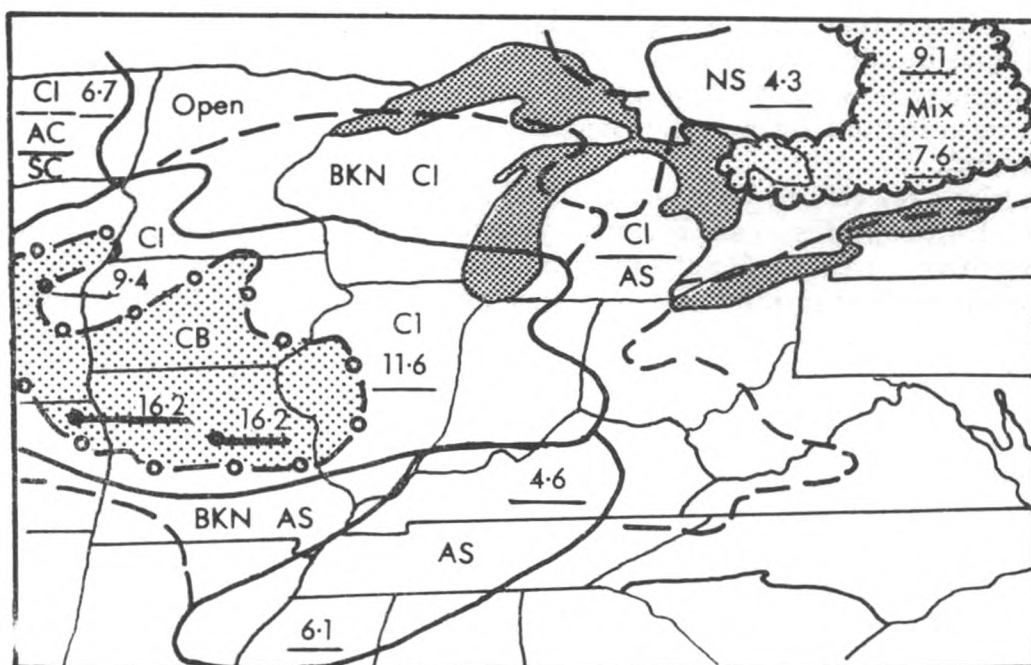 CI 6·7
AC
SC
Open
NS 4·3
9·1
Mix
7·6
BKN CI
CI
CI
AS
9·4
CB
CI
11·6
16·2
16·2
4·6
BKN AS
AS
6·1